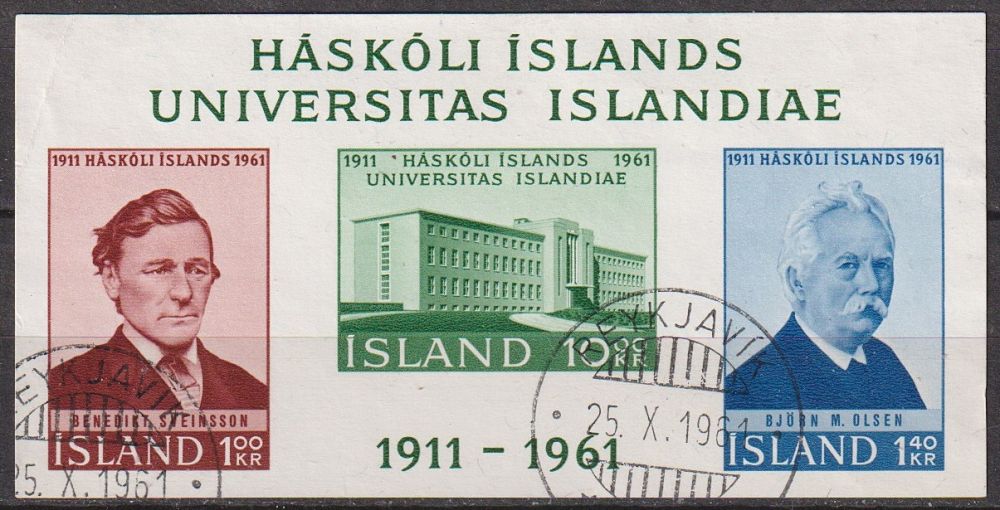 HÁSKÓLI ÍSLANDS
UNIVERSITAS ISLANDIAE
1911 HÁSKÓLI ÍSLANDS 1961
BENEDIKT SVEINSSON
ÍSLAND 1.00 KR
1911 HÁSKÓLI ÍSLANDS 1961
UNIVERSITAS ISLANDIAE
ÍSLAND 10.00 KR
1911 HÁSKÓLI ÍSLANDS 1961
BJÖRN M. OLSEN
ÍSLAND 1.40 KR
1911 - 1961
REYKJAVÍK
25. X. 1961
REYKJAVÍK
25. X. 1961